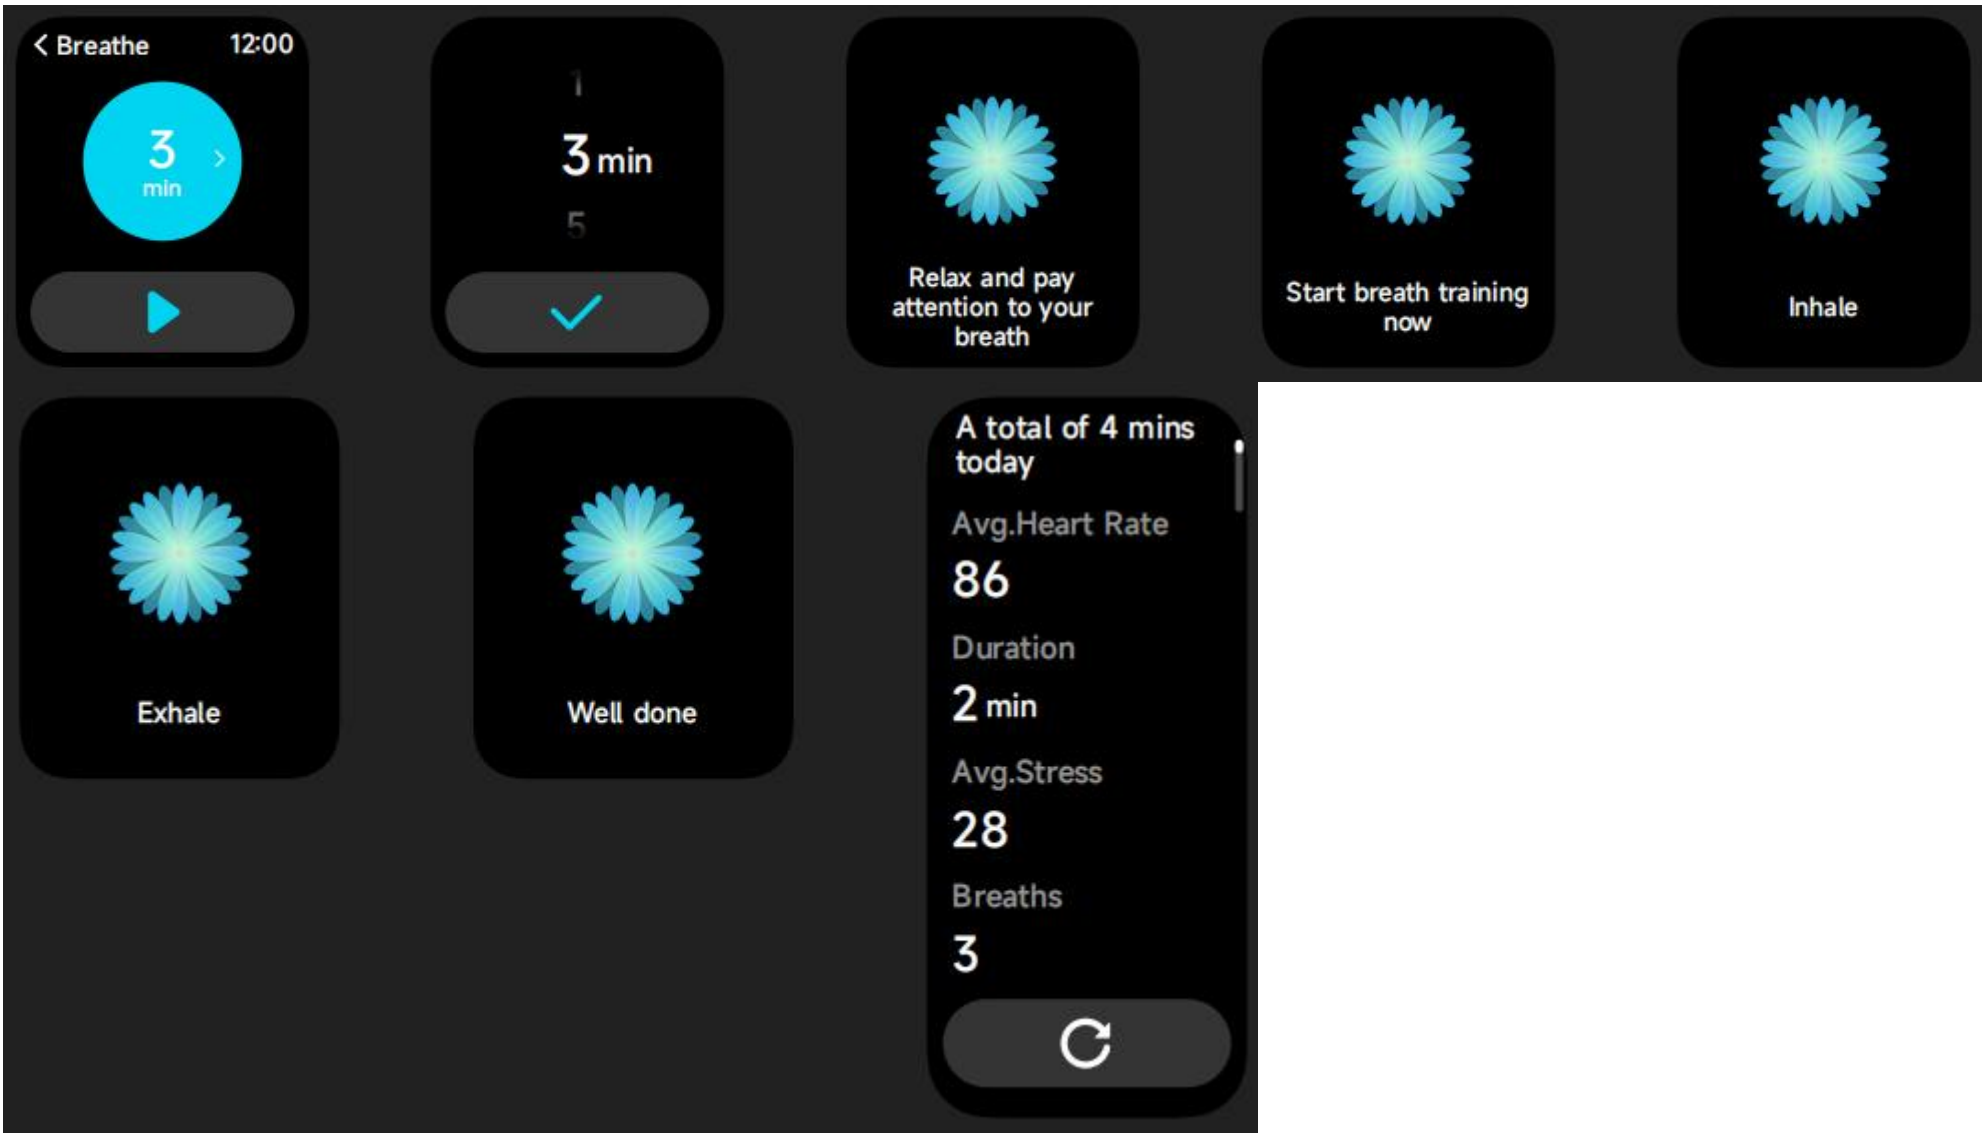 Breathe 12:00
3
min
1
3 min
5
Relax and pay
attention to your
breath
Start breath training
now
Inhale
Exhale
Well done
A total of 4 mins
today
Avg.Heart Rate
86
Duration
2 min
Avg.Stress
28
Breaths
3